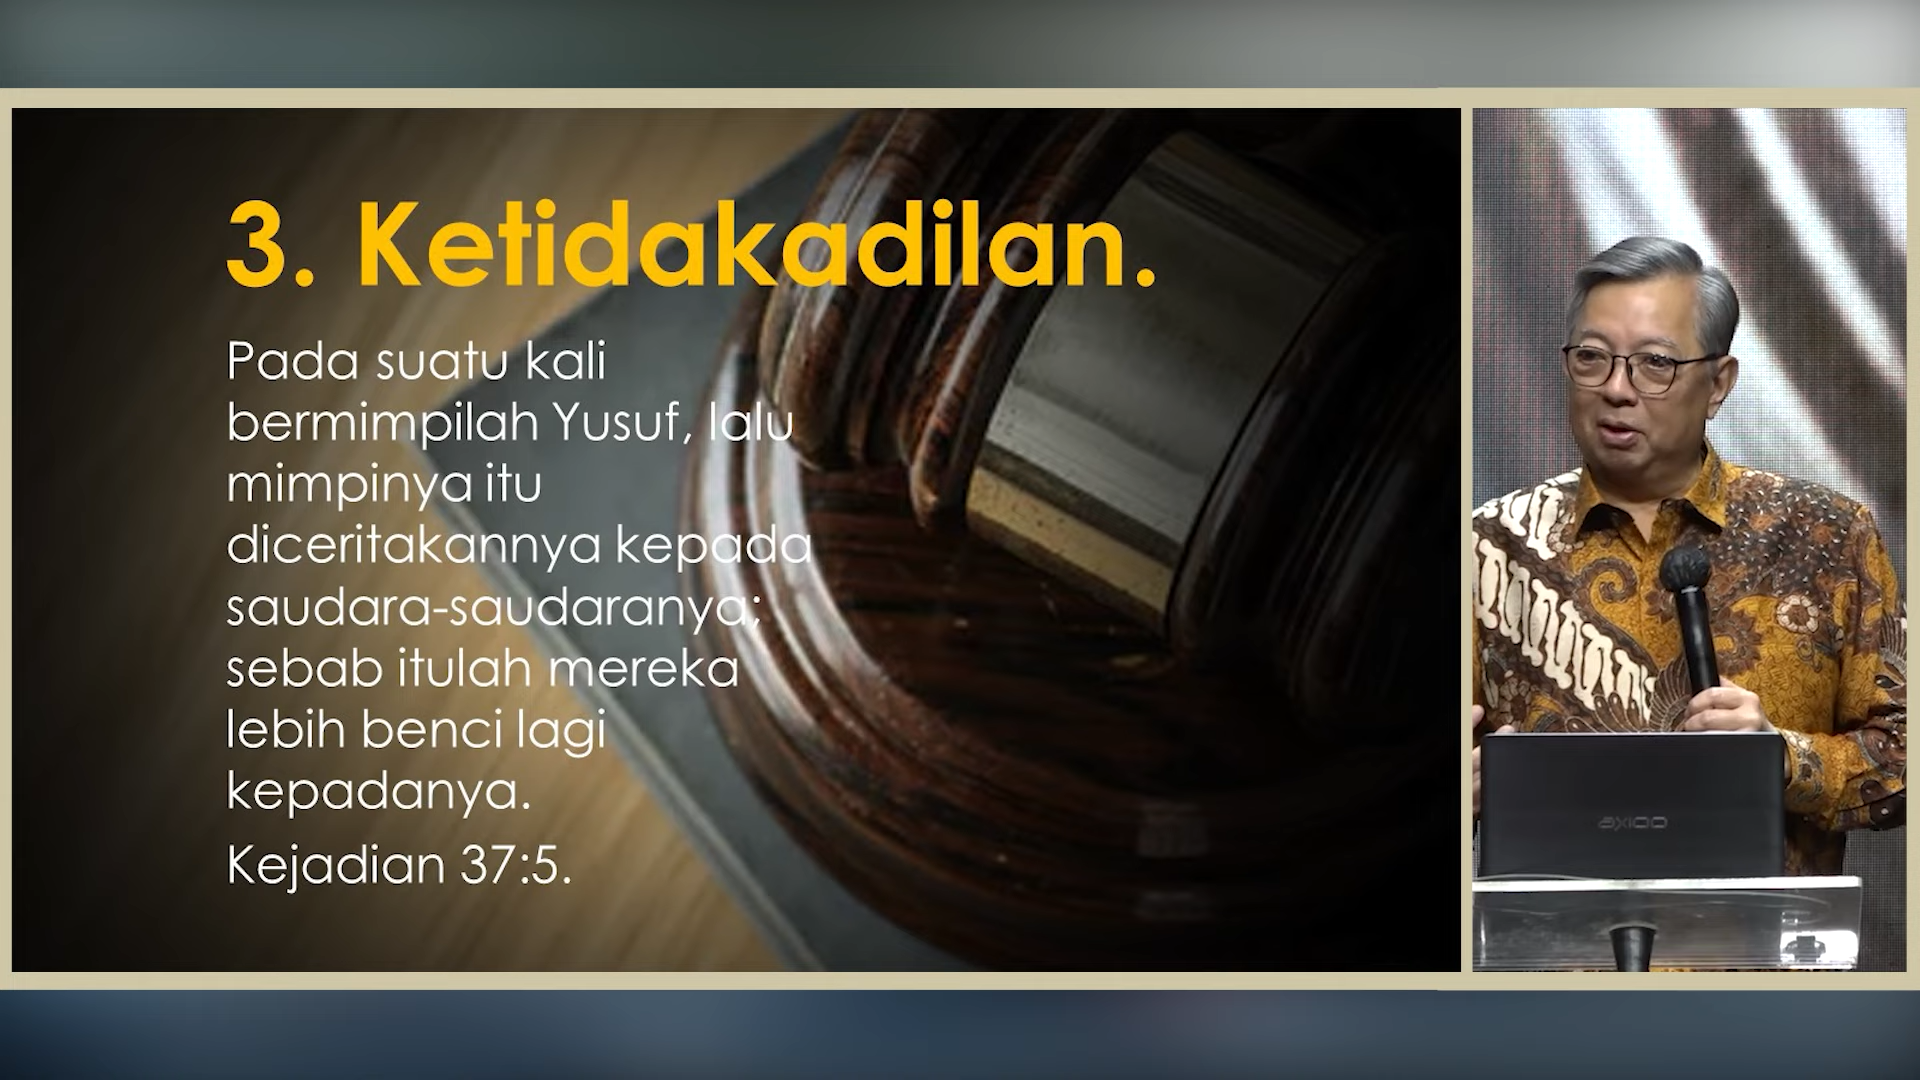 3. Ketidakadilan.
Pada suatu kali
bermimpilah Yusuf, lalu
mimpinya itu
diceritakannya kepada
saudara-saudaranya;
sebab itulah mereka
lebih benci lagi
kepadanya.
Kejadian 37:5.
axioo